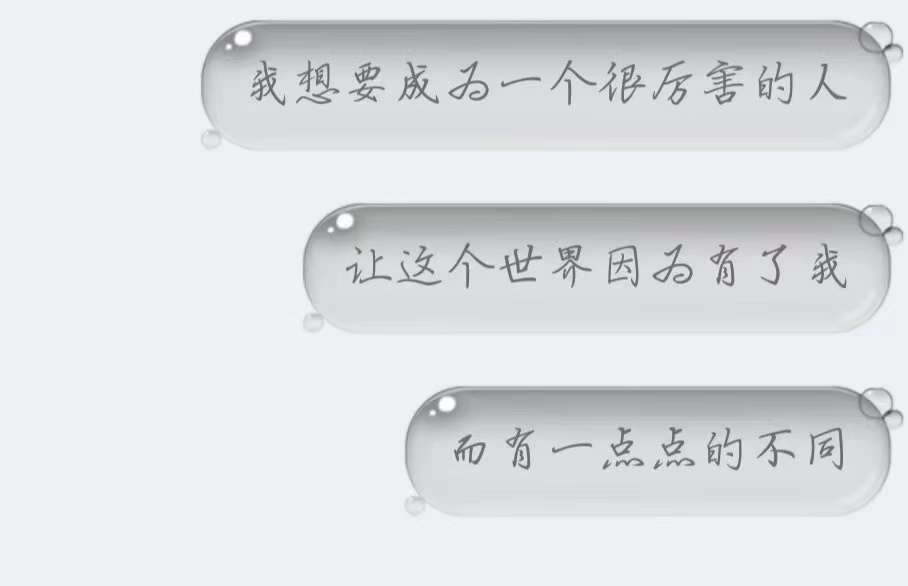 我想要成为一个很厉害的人
让这个世界因为有了我
而有一点点的不同